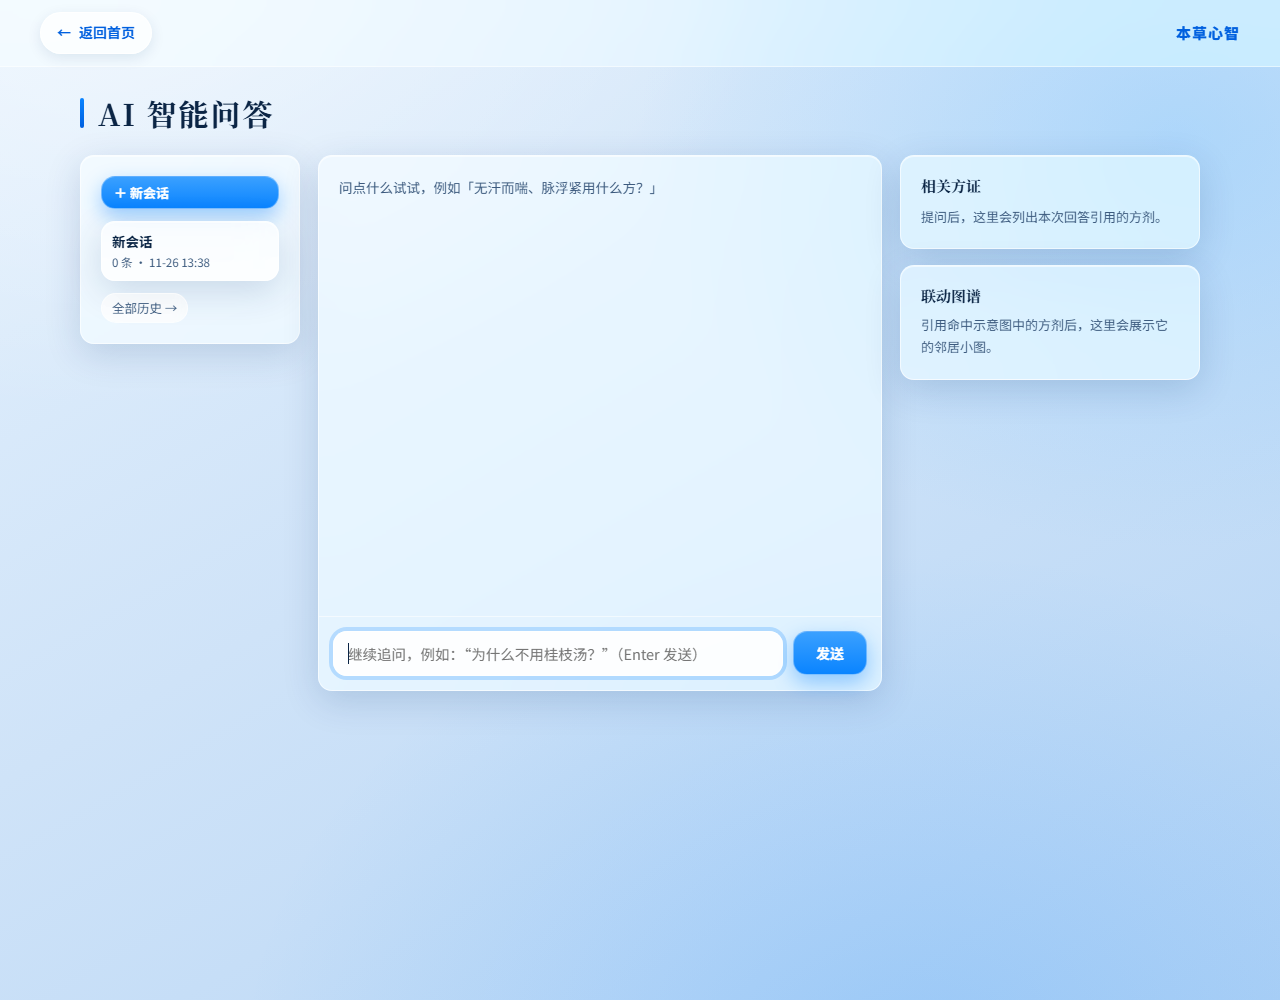 ← 返回首页
本草心智
AI 智能问答
＋ 新会话
新会话
0 条 · 11-26 13:38
全部历史 →
问点什么试试，例如「无汗而喘、脉浮紧用什么方？」
继续追问，例如：“为什么不用桂枝汤？”（Enter 发送）
发送
相关方证
提问后，这里会列出本次回答引用的方剂。
联动图谱
引用命中示意图中的方剂后，这里会展示它
的邻居小图。